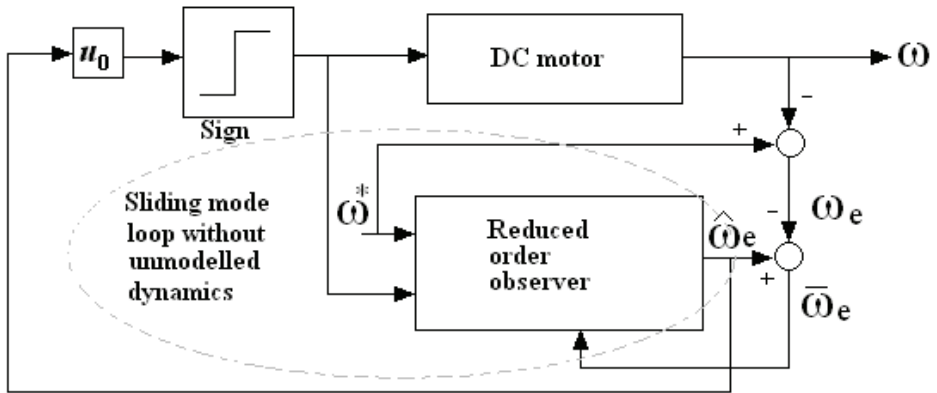 u₀
Sign
DC motor
ω
−
+
ω*
Sliding mode
loop without
unmodelled
dynamics
Reduced
order
observer
ω̂e
−
ωe
+
ω̄e